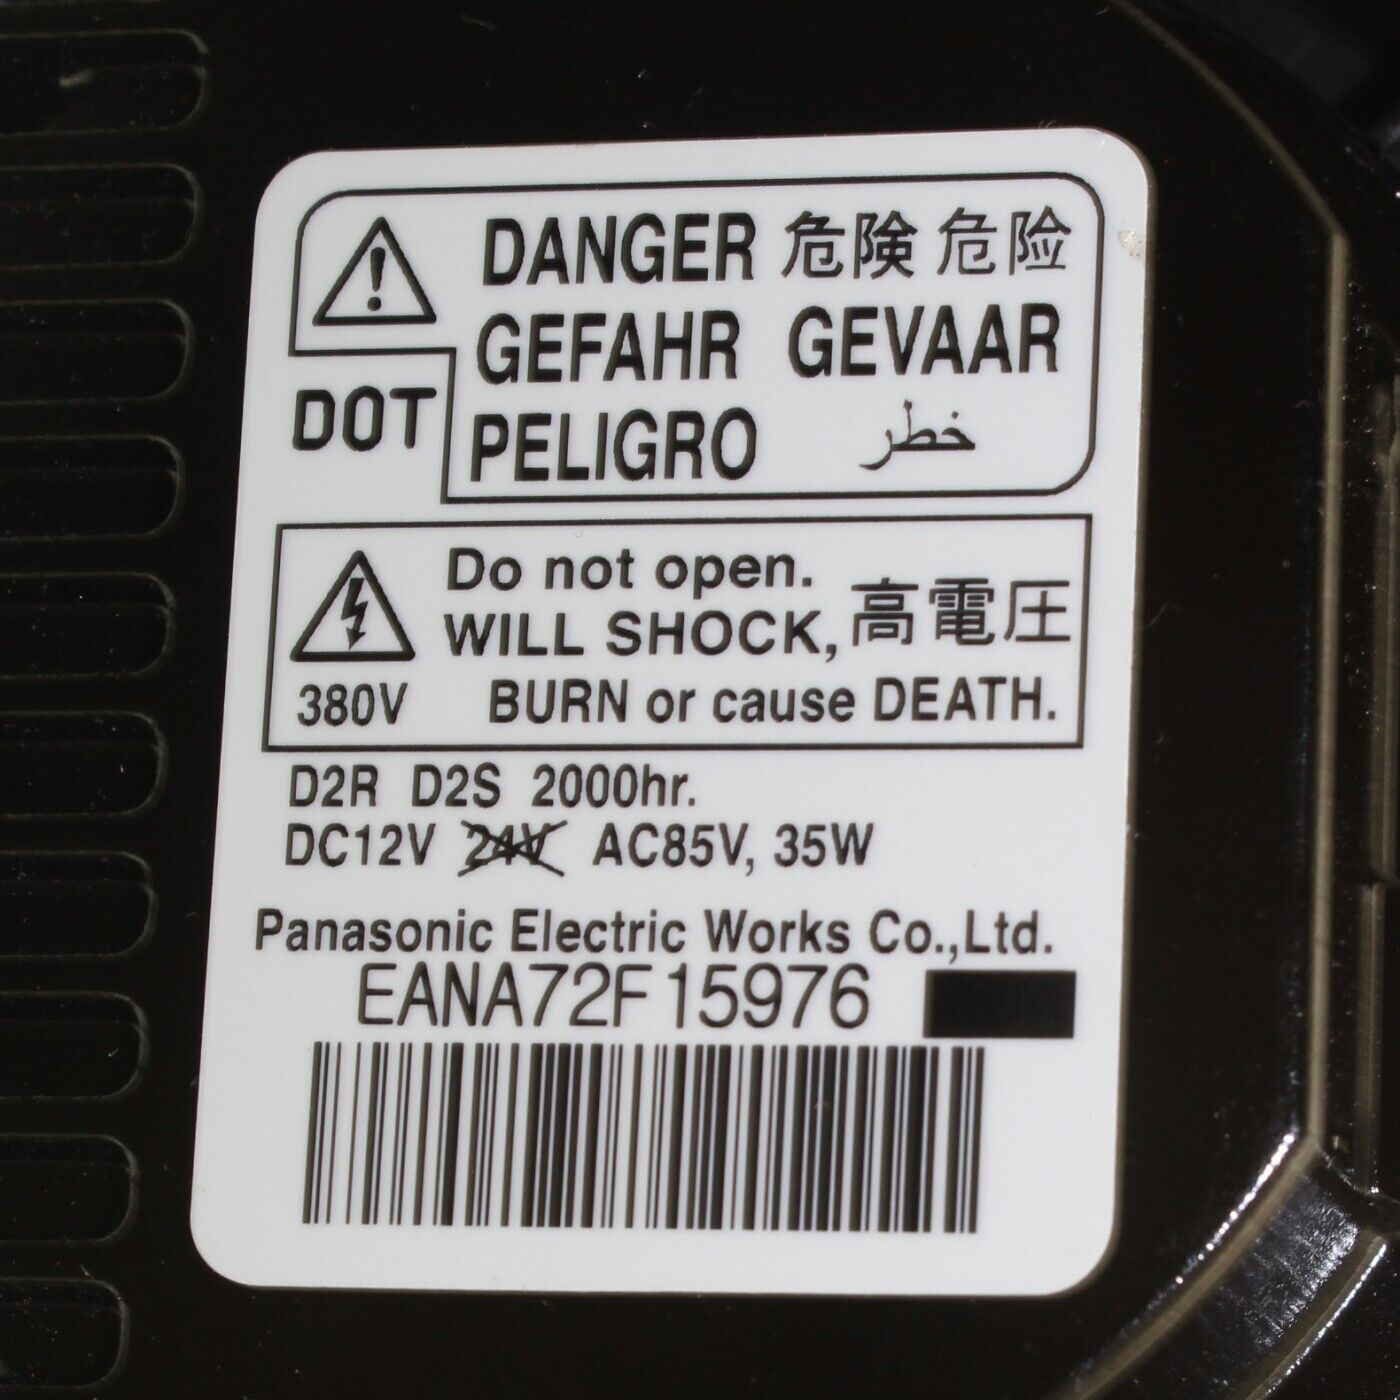 DANGER 危険 危险
GEFAHR GEVAAR
DOT
PELIGRO خطر
Do not open.
WILL SHOCK, 高電圧
380V BURN or cause DEATH.
D2R D2S 2000hr.
DC12V 24V AC85V, 35W
Panasonic Electric Works Co.,Ltd.
EANA72F15976